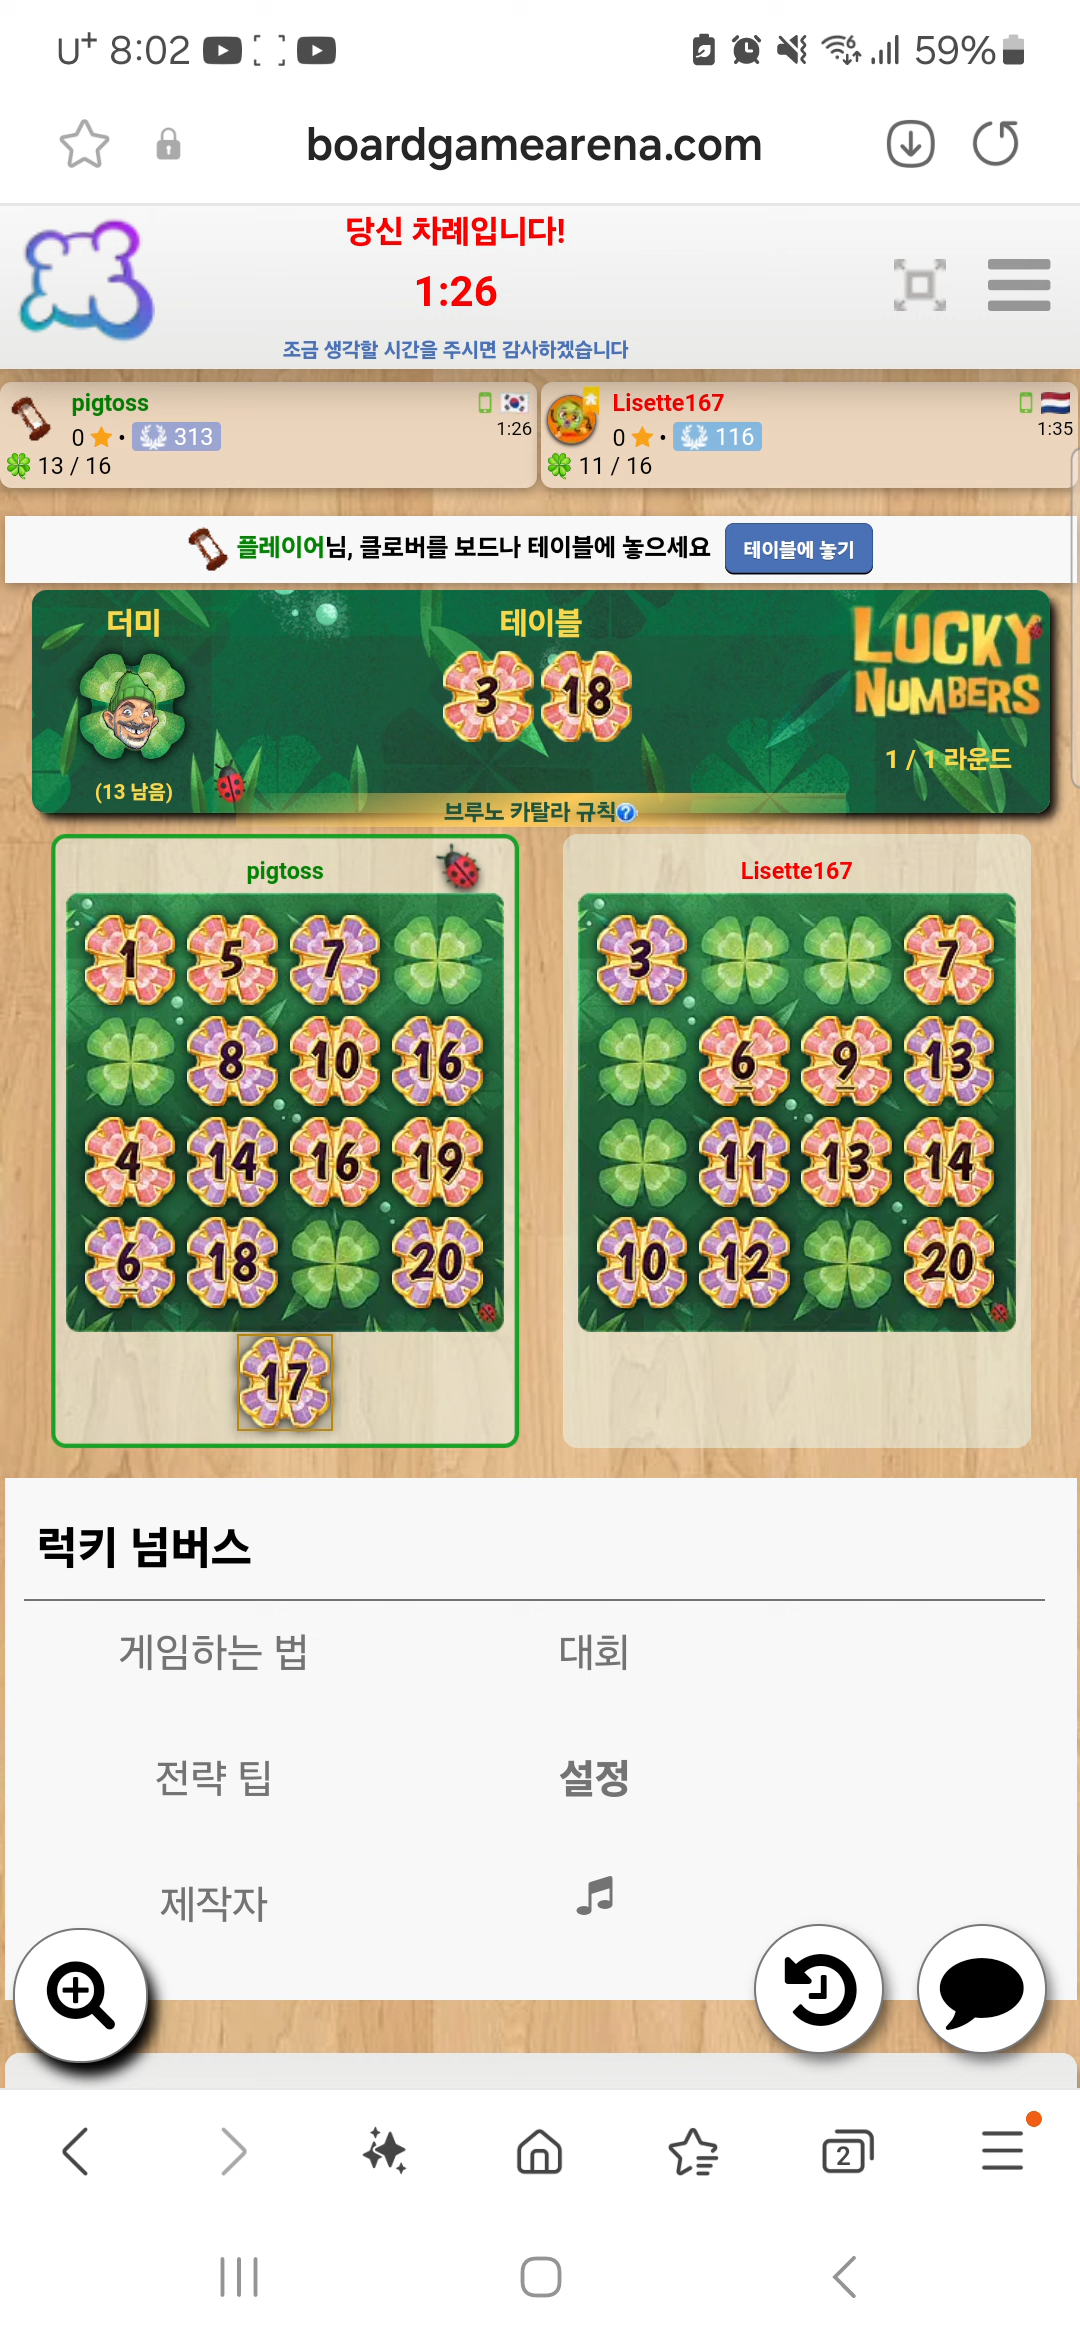 U+ 8:02 59%
boardgamearena.com
당신 차례입니다!
1:26
조금 생각할 시간을 주시면 감사하겠습니다
pigtoss
0 • 313
1:26
13 / 16
Lisette167
0 • 116
1:35
11 / 16
플레이어님, 클로버를 보드나 테이블에 놓으세요 테이블에 놓기
더미
(13 남음)
테이블
3 18
LUCKY
NUMBERS
1 / 1 라운드
브루노 카탈라 규칙?
pigtoss
1 5 7
8 10 16
4 14 16 19
6 18 20
17
Lisette167
3 7
6 9 13
11 13 14
10 12 20
럭키 넘버스
게임하는 법 대회
전략 팁 설정
제작자
2